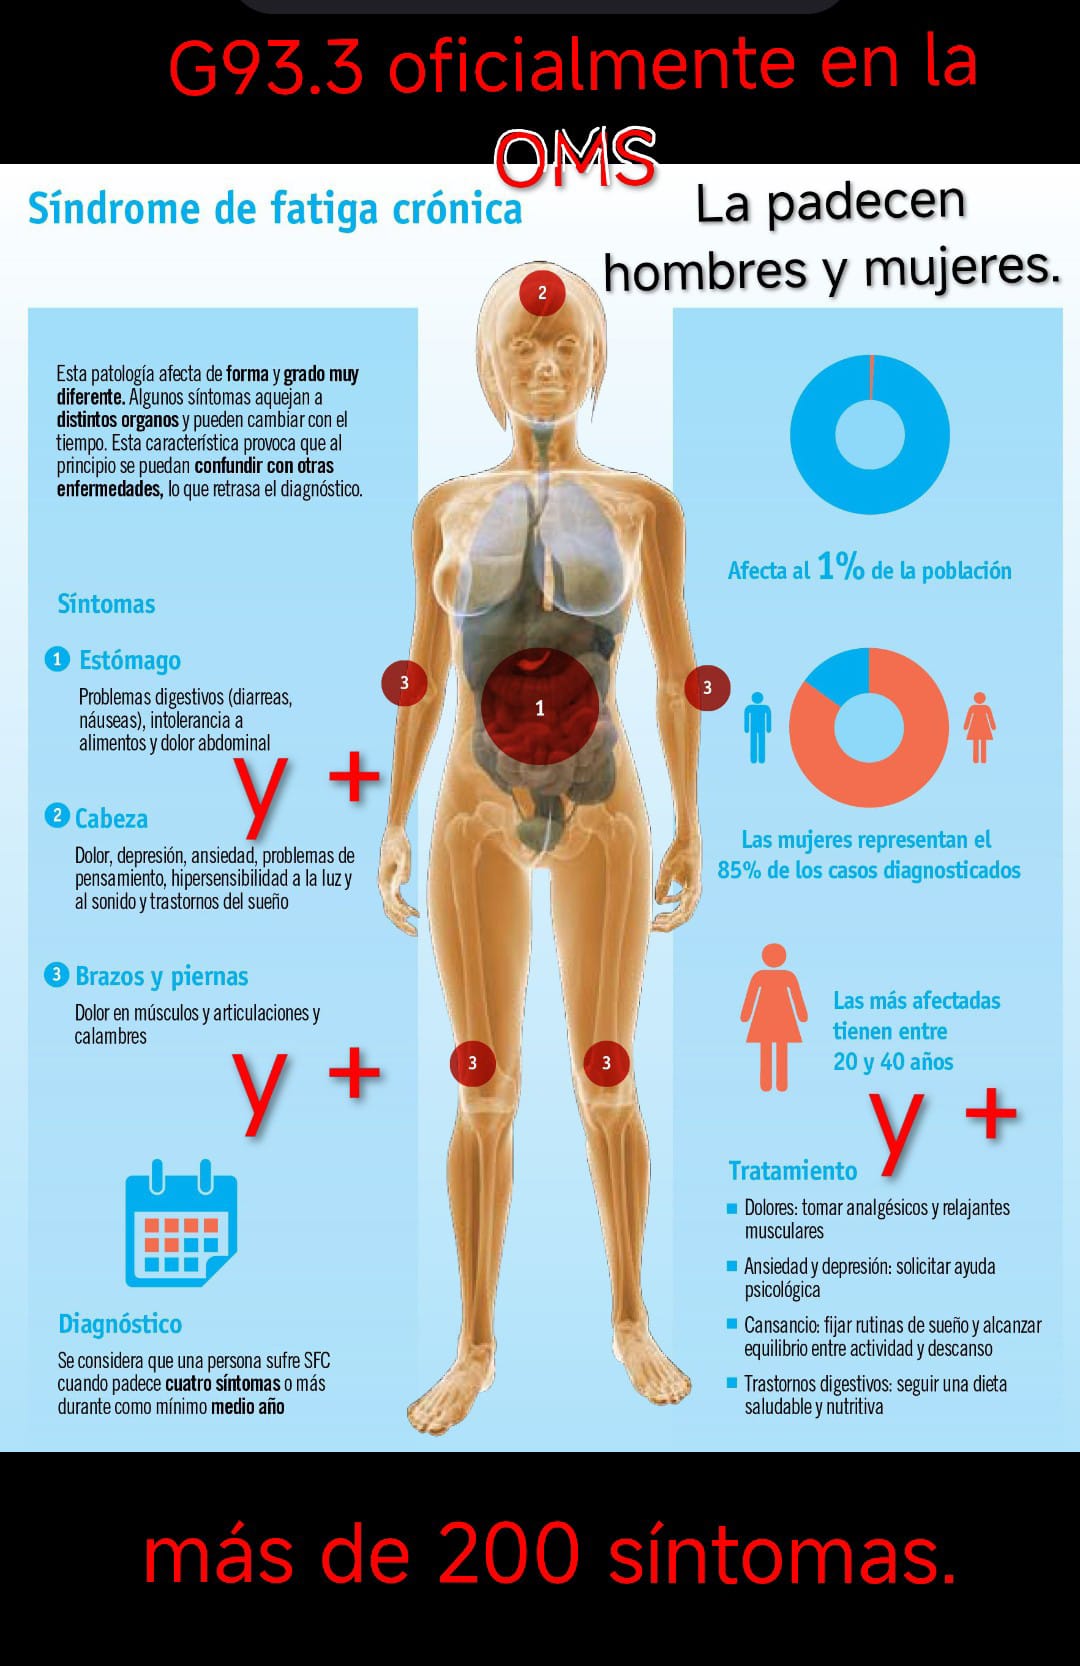 G93.3 oficialmente en la
OMS
Síndrome de fatiga crónica
La padecen
hombres y mujeres.
Esta patología afecta de forma y grado muy
diferente. Algunos síntomas aquejan a
distintos organos y pueden cambiar con el
tiempo. Esta característica provoca que al
principio se puedan confundir con otras
enfermedades, lo que retrasa el diagnóstico.
Síntomas
1 Estómago
Problemas digestivos (diarreas,
náuseas), intolerancia a
alimentos y dolor abdominal
y +
2 Cabeza
Dolor, depresión, ansiedad, problemas de
pensamiento, hipersensibilidad a la luz y
al sonido y trastornos del sueño
3 Brazos y piernas
Dolor en músculos y articulaciones y
calambres
y +
Diagnóstico
Se considera que una persona sufre SFC
cuando padece cuatro síntomas o más
durante como mínimo medio año
2
3
1
3
3
3
Afecta al 1% de la población
Las mujeres representan el
85% de los casos diagnosticados
Las más afectadas
tienen entre
20 y 40 años
y +
Tratamiento
Dolores: tomar analgésicos y relajantes
musculares
Ansiedad y depresión: solicitar ayuda
psicológica
Cansancio: fijar rutinas de sueño y alcanzar
equilibrio entre actividad y descanso
Trastornos digestivos: seguir una dieta
saludable y nutritiva
más de 200 síntomas.